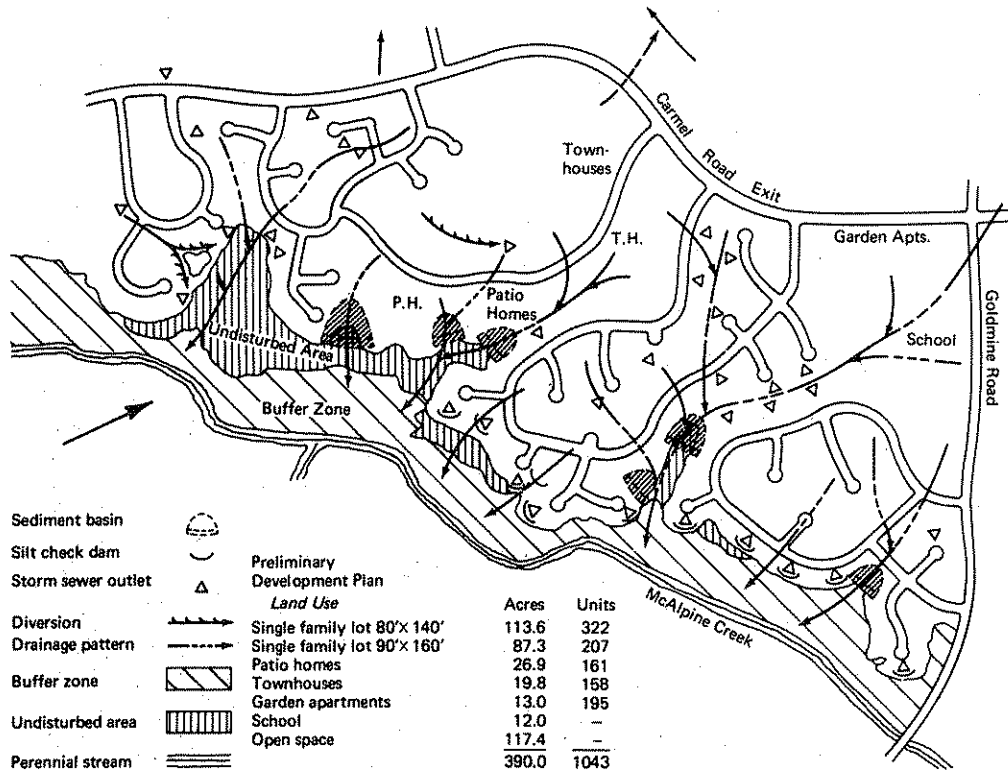 Carmel Road Exit
Town-
houses
T.H.
Garden Apts.
Goldmine Road
P.H.
Patio
Homes
School
Undisturbed Area
Buffer Zone
McAlpine Creek
Sediment basin
Silt check dam
Storm sewer outlet
Diversion
Drainage pattern
Buffer zone
Undisturbed area
Perennial stream
Preliminary
Development Plan
Land Use Acres Units
Single family lot 80'X 140' 113.6 322
Single family lot 90'X 160' 87.3 207
Patio homes 26.9 161
Townhouses 19.8 158
Garden apartments 13.0 195
School 12.0 –
Open space 117.4 –
390.0 1043